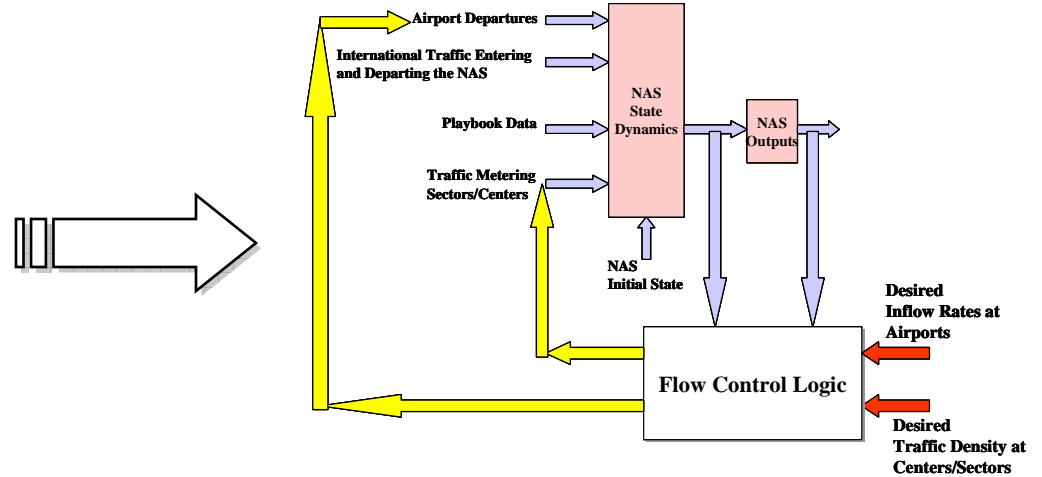 Airport Departures
International Traffic Entering
and Departing the NAS
Playbook Data
Traffic Metering
Sectors/Centers
NAS
State
Dynamics
NAS
Outputs
NAS
Initial State
Desired
Inflow Rates at
Airports
Flow Control Logic
Desired
Traffic Density at
Centers/Sectors